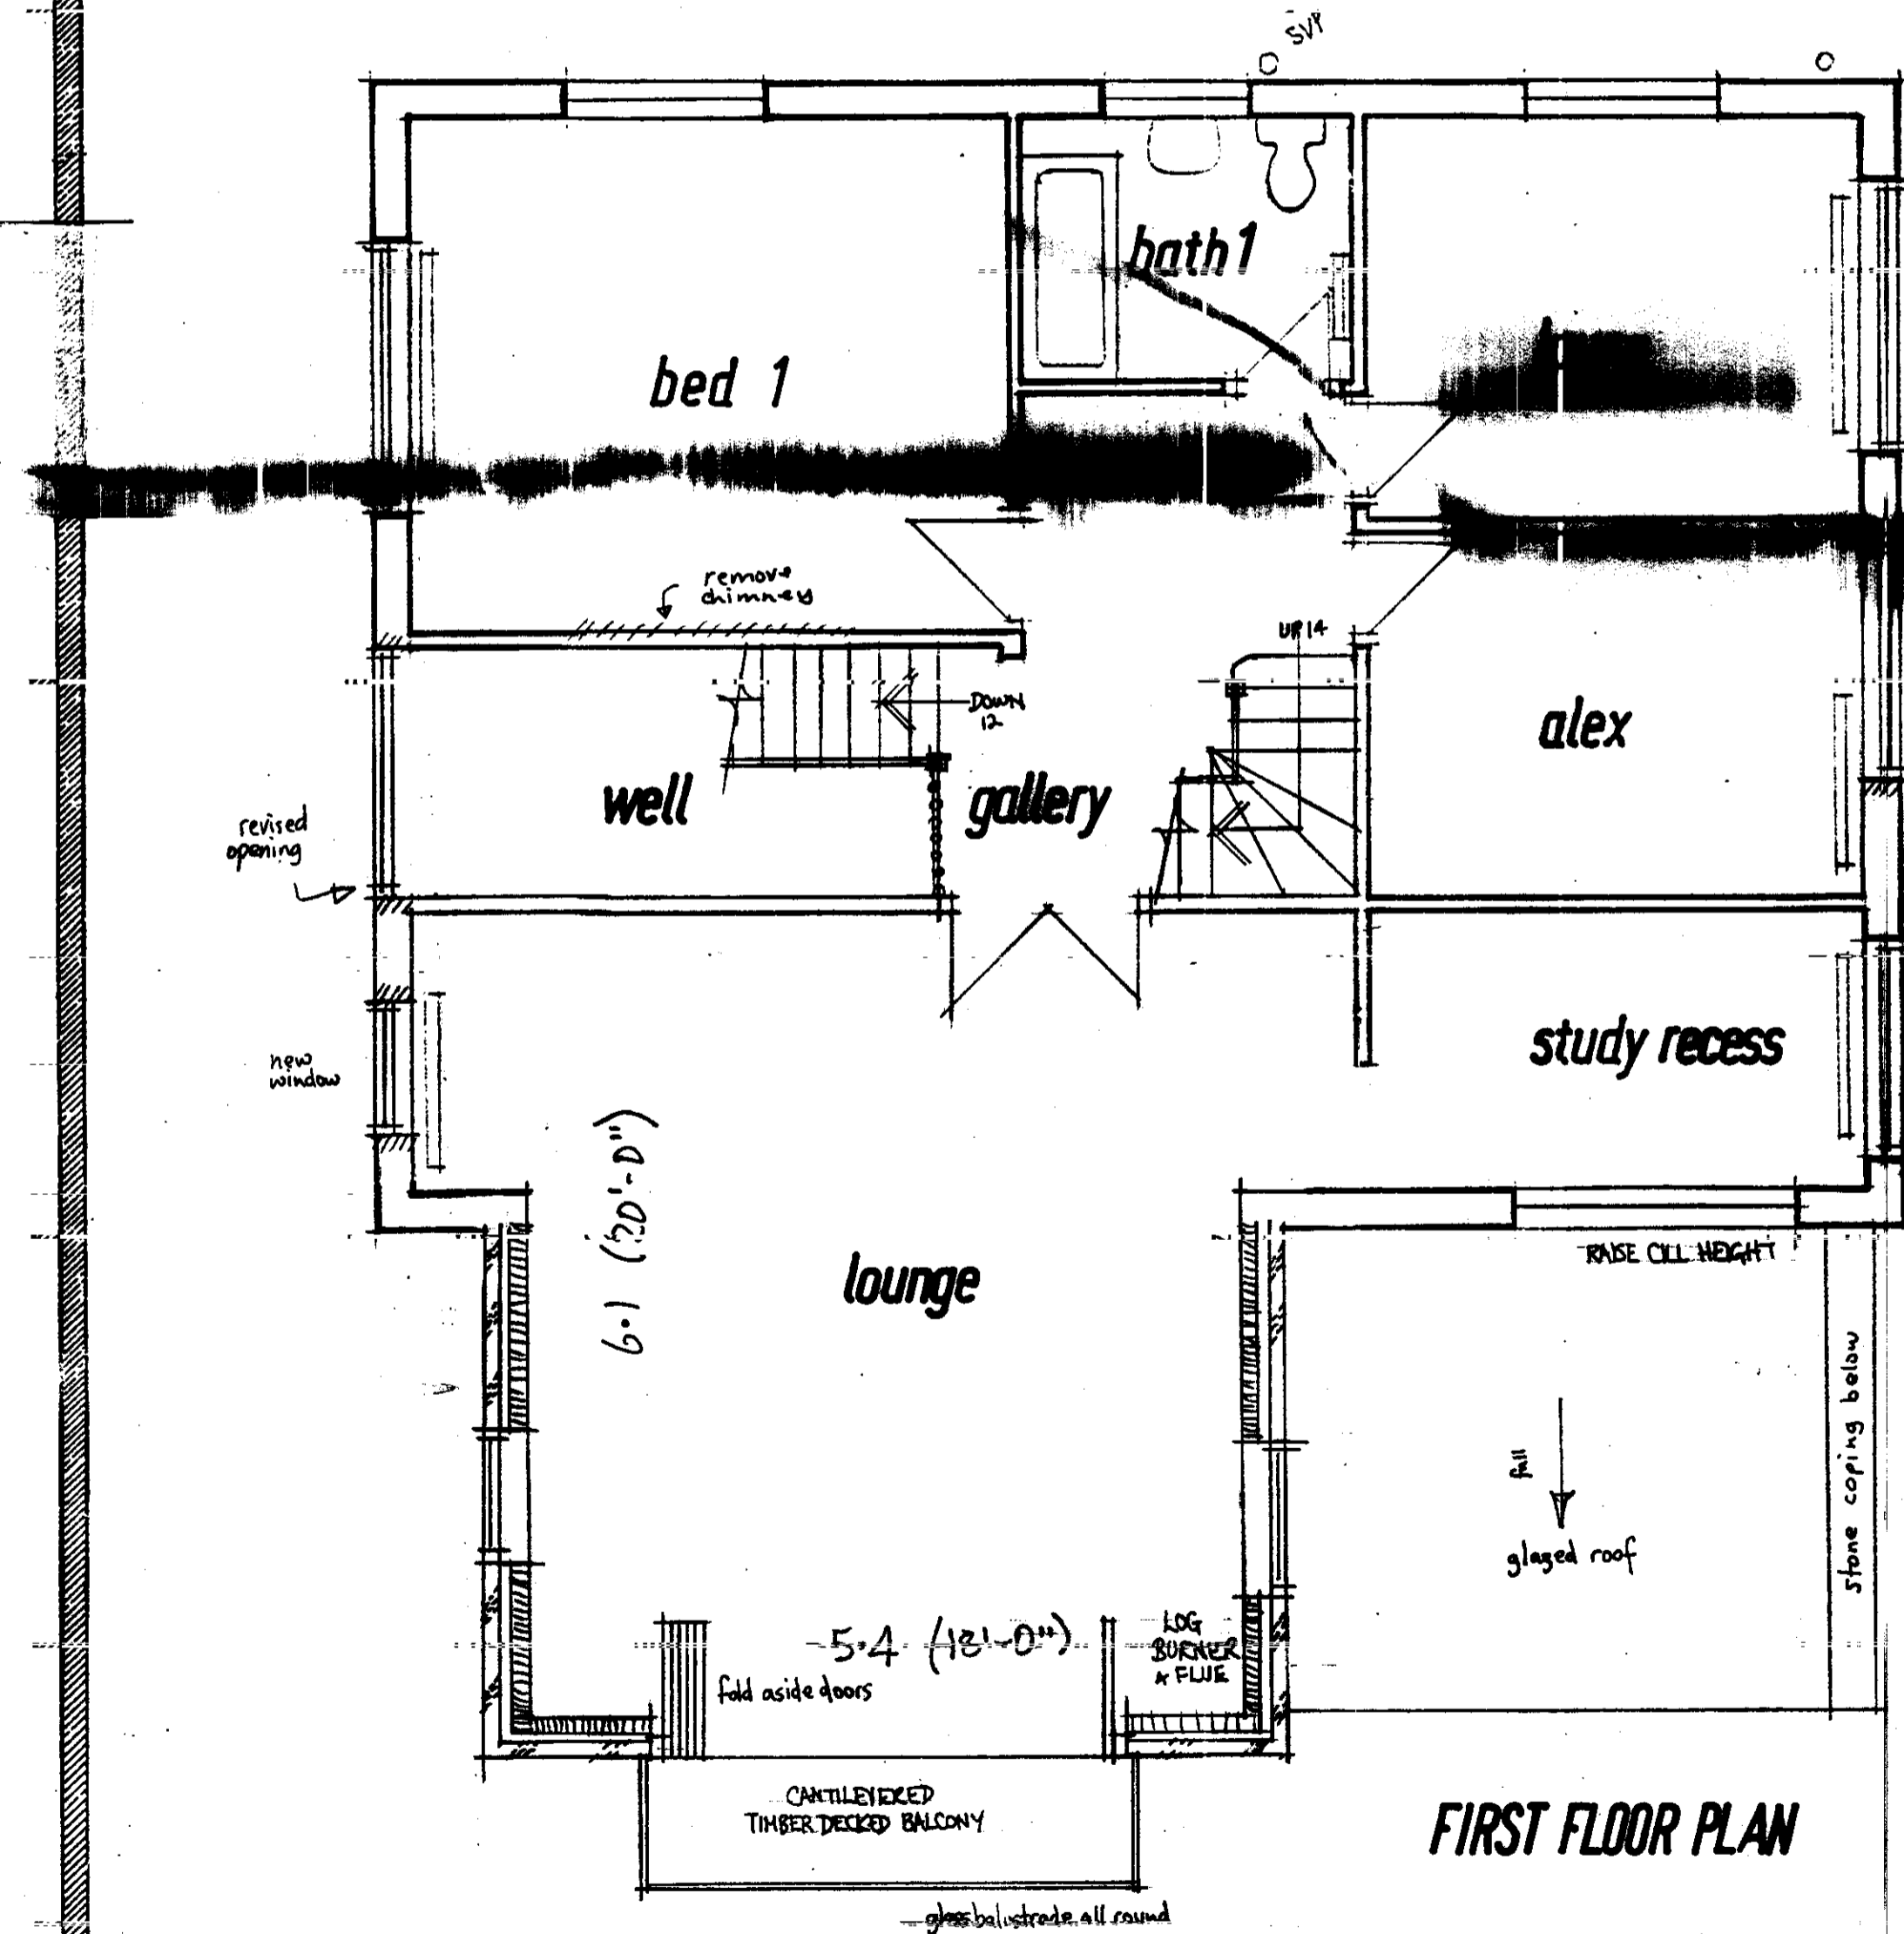 SVP
bath 1
bed 1
remove
chimney
UP 14
DOWN
12
alex
well
gallery
revised
opening
study recess
new
window
6.1 (20'-0")
lounge
RAISE CILL HEIGHT
stone coping below
fall
glazed roof
5.4 (18'-0")
LOG
BURNER
& FLUE
fold aside doors
CANTILEVERED
TIMBER DECKED BALCONY
FIRST FLOOR PLAN
glass balustrade all round